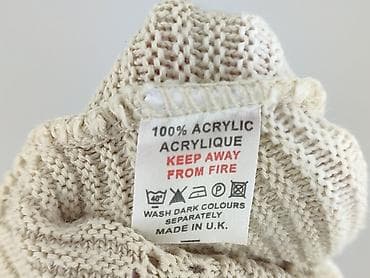 100% ACRYLIC
ACRYLIQUE
KEEP AWAY
FROM FIRE
40°
WASH DARK COLOURS
SEPARATELY
MADE IN U.K.